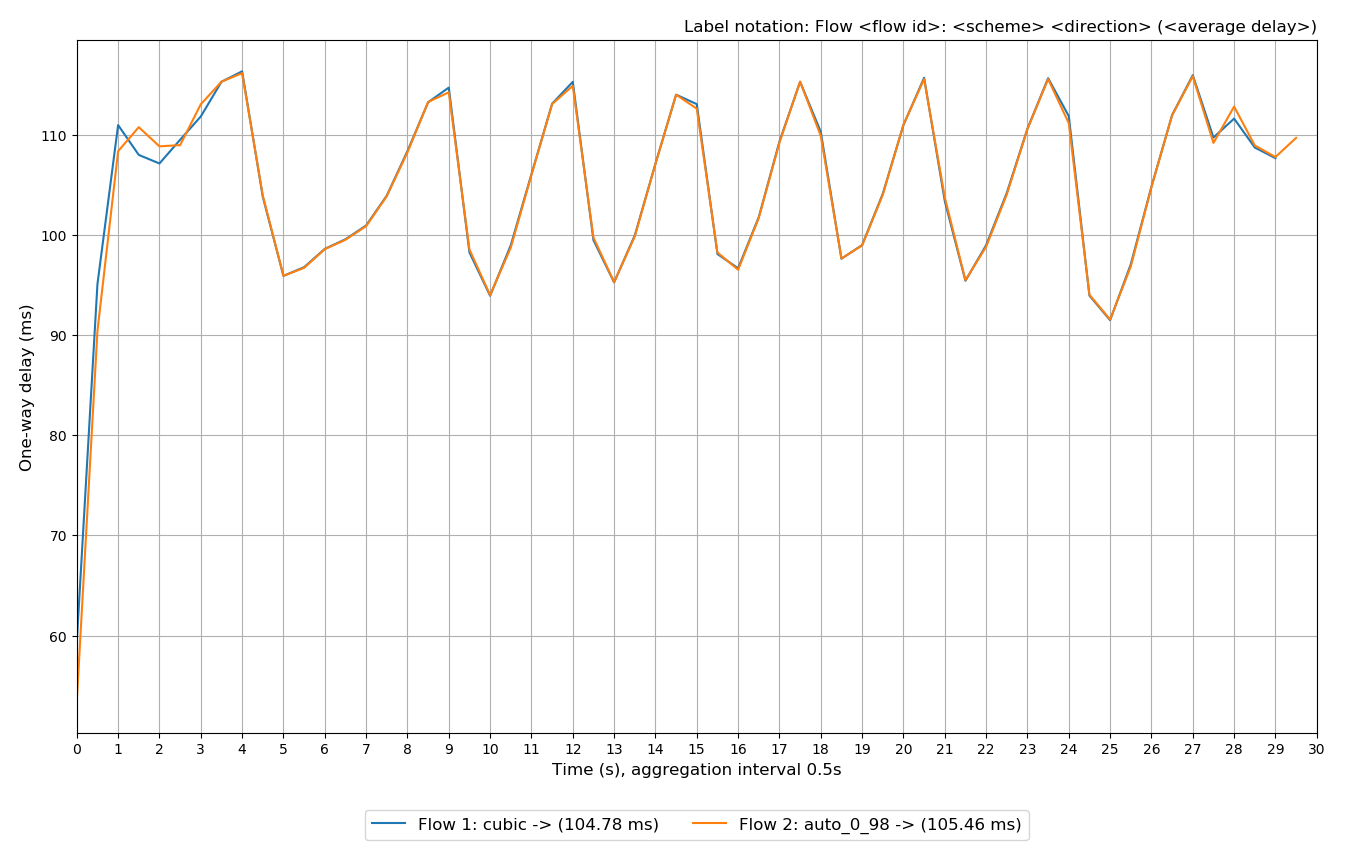 Label notation: Flow <flow id>: <scheme> <direction> (<average delay>)
One-way delay (ms)
110
100
90
80
70
60
0 1 2 3 4 5 6 7 8 9 10 11 12 13 14 15 16 17 18 19 20 21 22 23 24 25 26 27 28 29 30
Time (s), aggregation interval 0.5s
Flow 1: cubic -> (104.78 ms) Flow 2: auto_0_98 -> (105.46 ms)